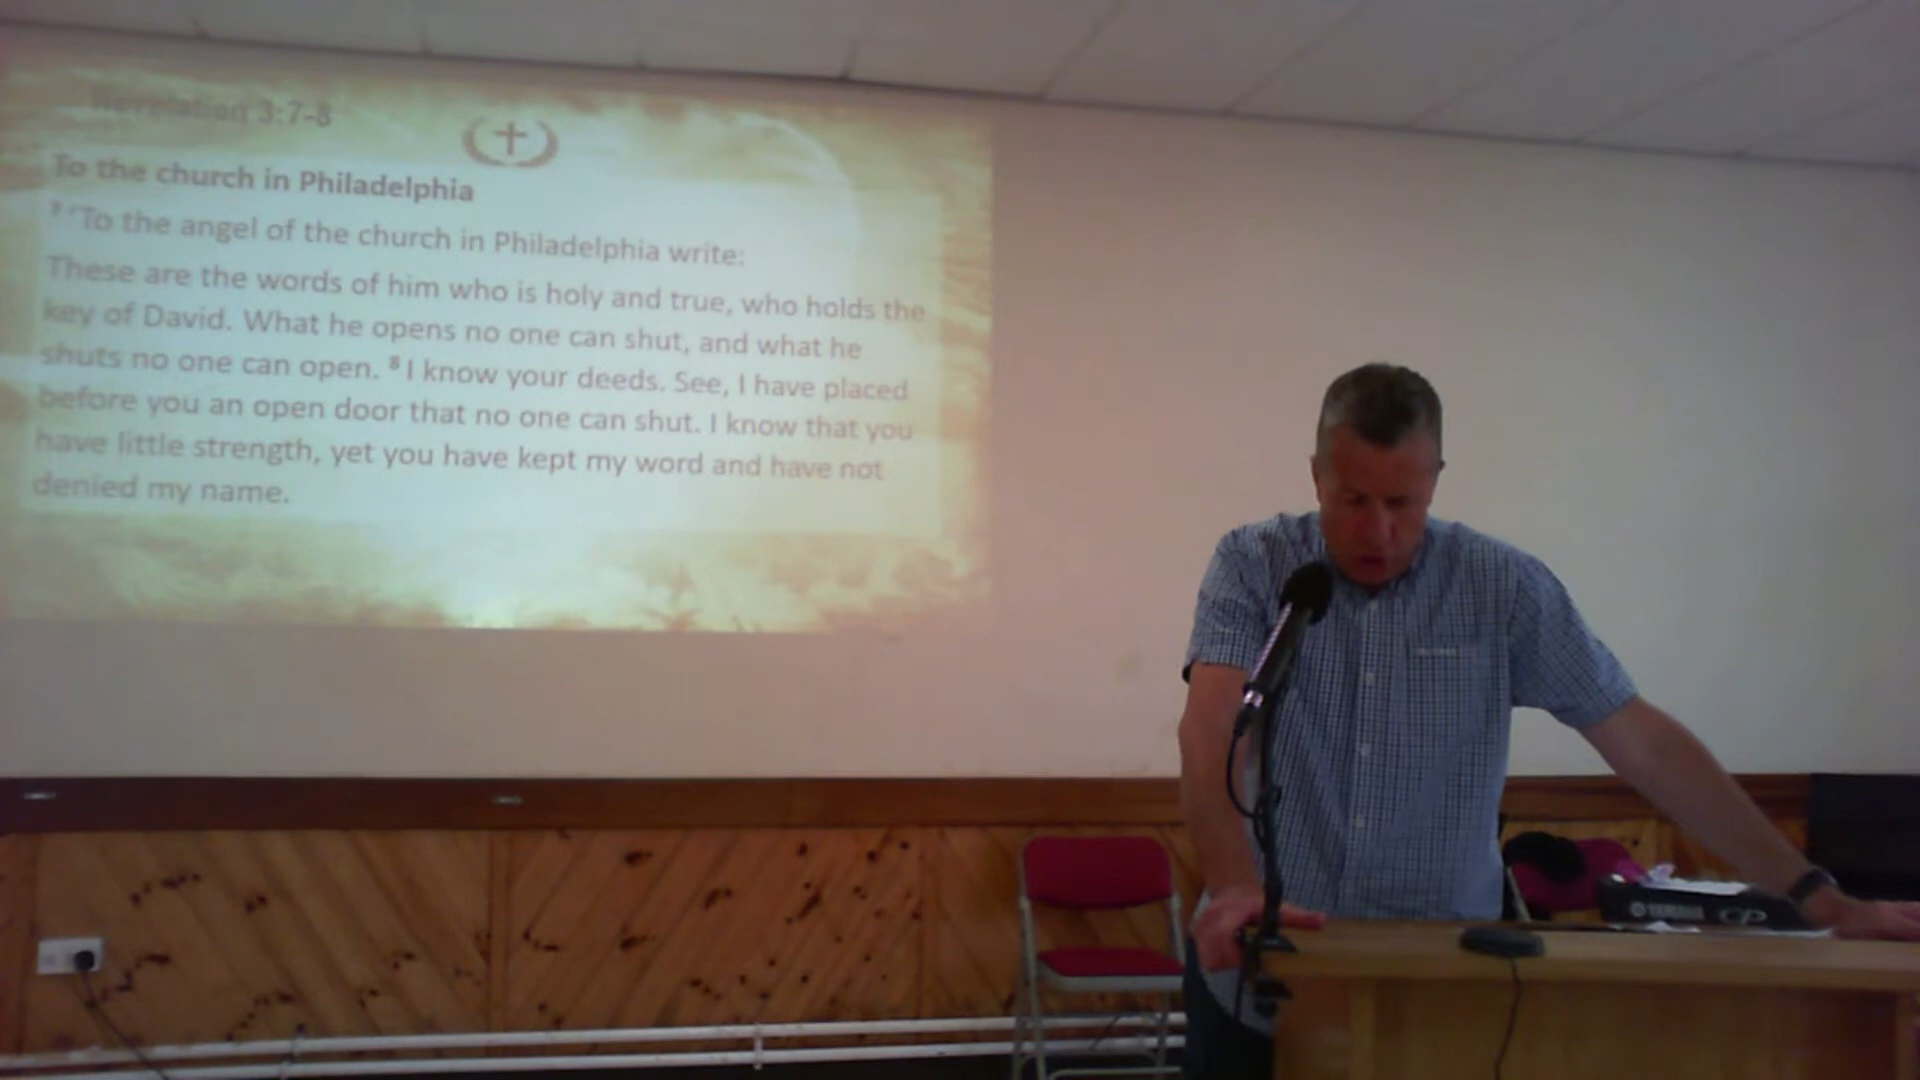 Revelation 3:7-8
To the church in Philadelphia
⁷ ‘To the angel of the church in Philadelphia write:
These are the words of him who is holy and true, who holds the
key of David. What he opens no one can shut, and what he
shuts no one can open. ⁸ I know your deeds. See, I have placed
before you an open door that no one can shut. I know that you
have little strength, yet you have kept my word and have not
denied my name.
YAMAHA CP